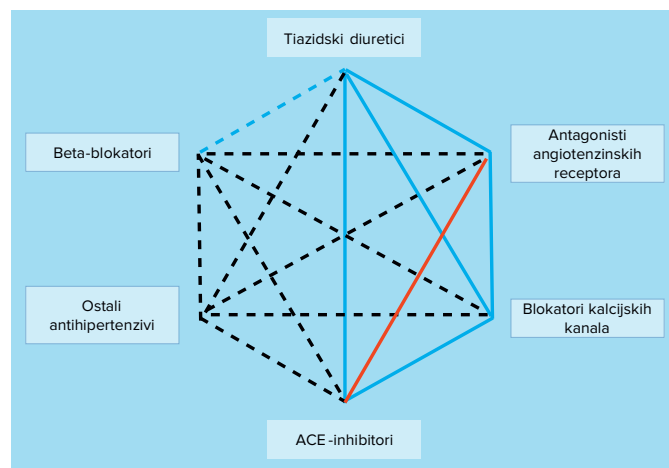 Tiazidski diuretici
Beta-blokatori
Antagonisti
angiotenzinskih
receptora
Ostali
antihipertenzivi
Blokatori kalcijskih
kanala
ACE-inhibitori